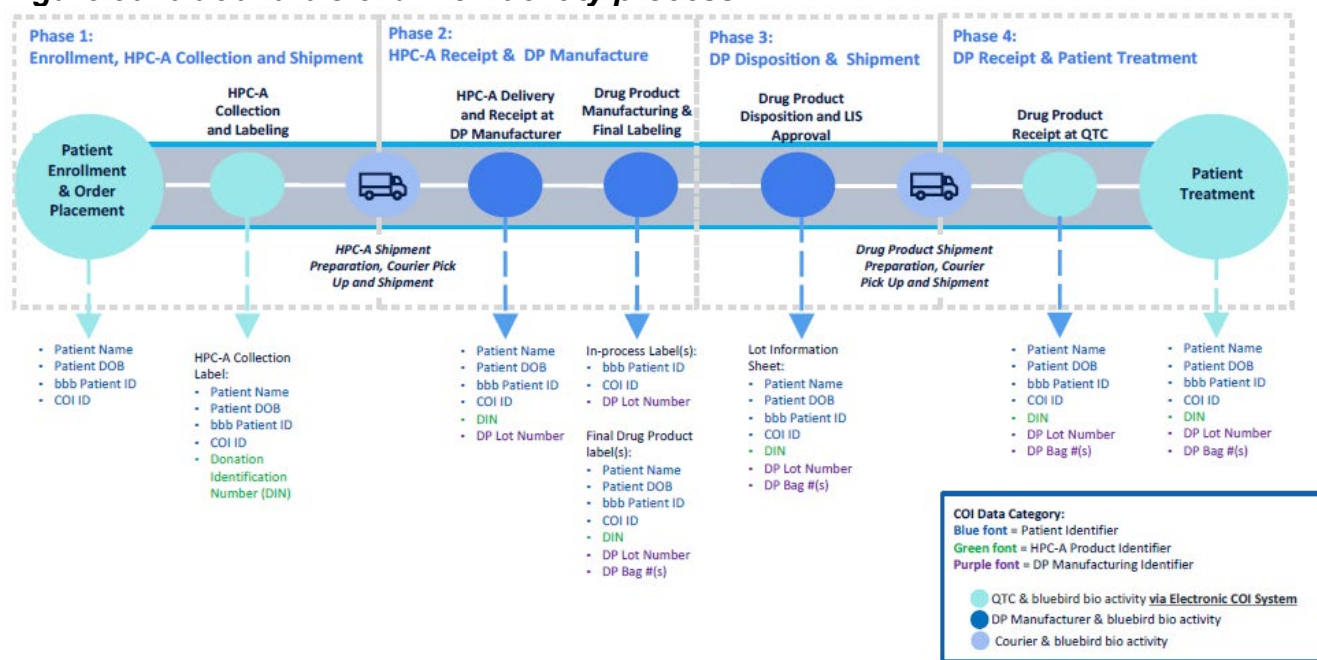 Phase 1:
Enrollment, HPC-A Collection and Shipment
Phase 2:
HPC-A Receipt & DP Manufacture
Phase 3:
DP Disposition & Shipment
Phase 4:
DP Receipt & Patient Treatment
Patient
Enrollment
& Order
Placement
HPC-A
Collection
and Labeling
HPC-A Delivery
and Receipt at
DP Manufacturer
Drug Product
Manufacturing &
Final Labeling
Drug Product
Disposition and LIS
Approval
Drug Product
Receipt at QTC
Patient
Treatment
HPC-A Shipment
Preparation, Courier Pick
Up and Shipment
Drug Product Shipment
Preparation, Courier
Pick Up and Shipment
• Patient Name
• Patient DOB
• bbb Patient ID
• COI ID
HPC-A Collection
Label:
• Patient Name
• Patient DOB
• bbb Patient ID
• COI ID
• Donation
Identification
Number (DIN)
• Patient Name
• Patient DOB
• bbb Patient ID
• COI ID
• DIN
• DP Lot Number
In-process Label(s):
• bbb Patient ID
• COI ID
• DP Lot Number
Final Drug Product
label(s):
• Patient Name
• Patient DOB
• bbb Patient ID
• COI ID
• DIN
• DP Lot Number
• DP Bag #(s)
Lot Information
Sheet:
• Patient Name
• Patient DOB
• bbb Patient ID
• COI ID
• DIN
• DP Lot Number
• DP Bag #(s)
• Patient Name
• Patient DOB
• bbb Patient ID
• COI ID
• DIN
• DP Lot Number
• DP Bag #(s)
• Patient Name
• Patient DOB
• bbb Patient ID
• COI ID
• DIN
• DP Lot Number
• DP Bag #(s)
COI Data Category:
Blue font = Patient Identifier
Green font = HPC-A Product Identifier
Purple font = DP Manufacturing Identifier
QTC & bluebird bio activity via Electronic COI System
DP Manufacturer & bluebird bio activity
Courier & bluebird bio activity